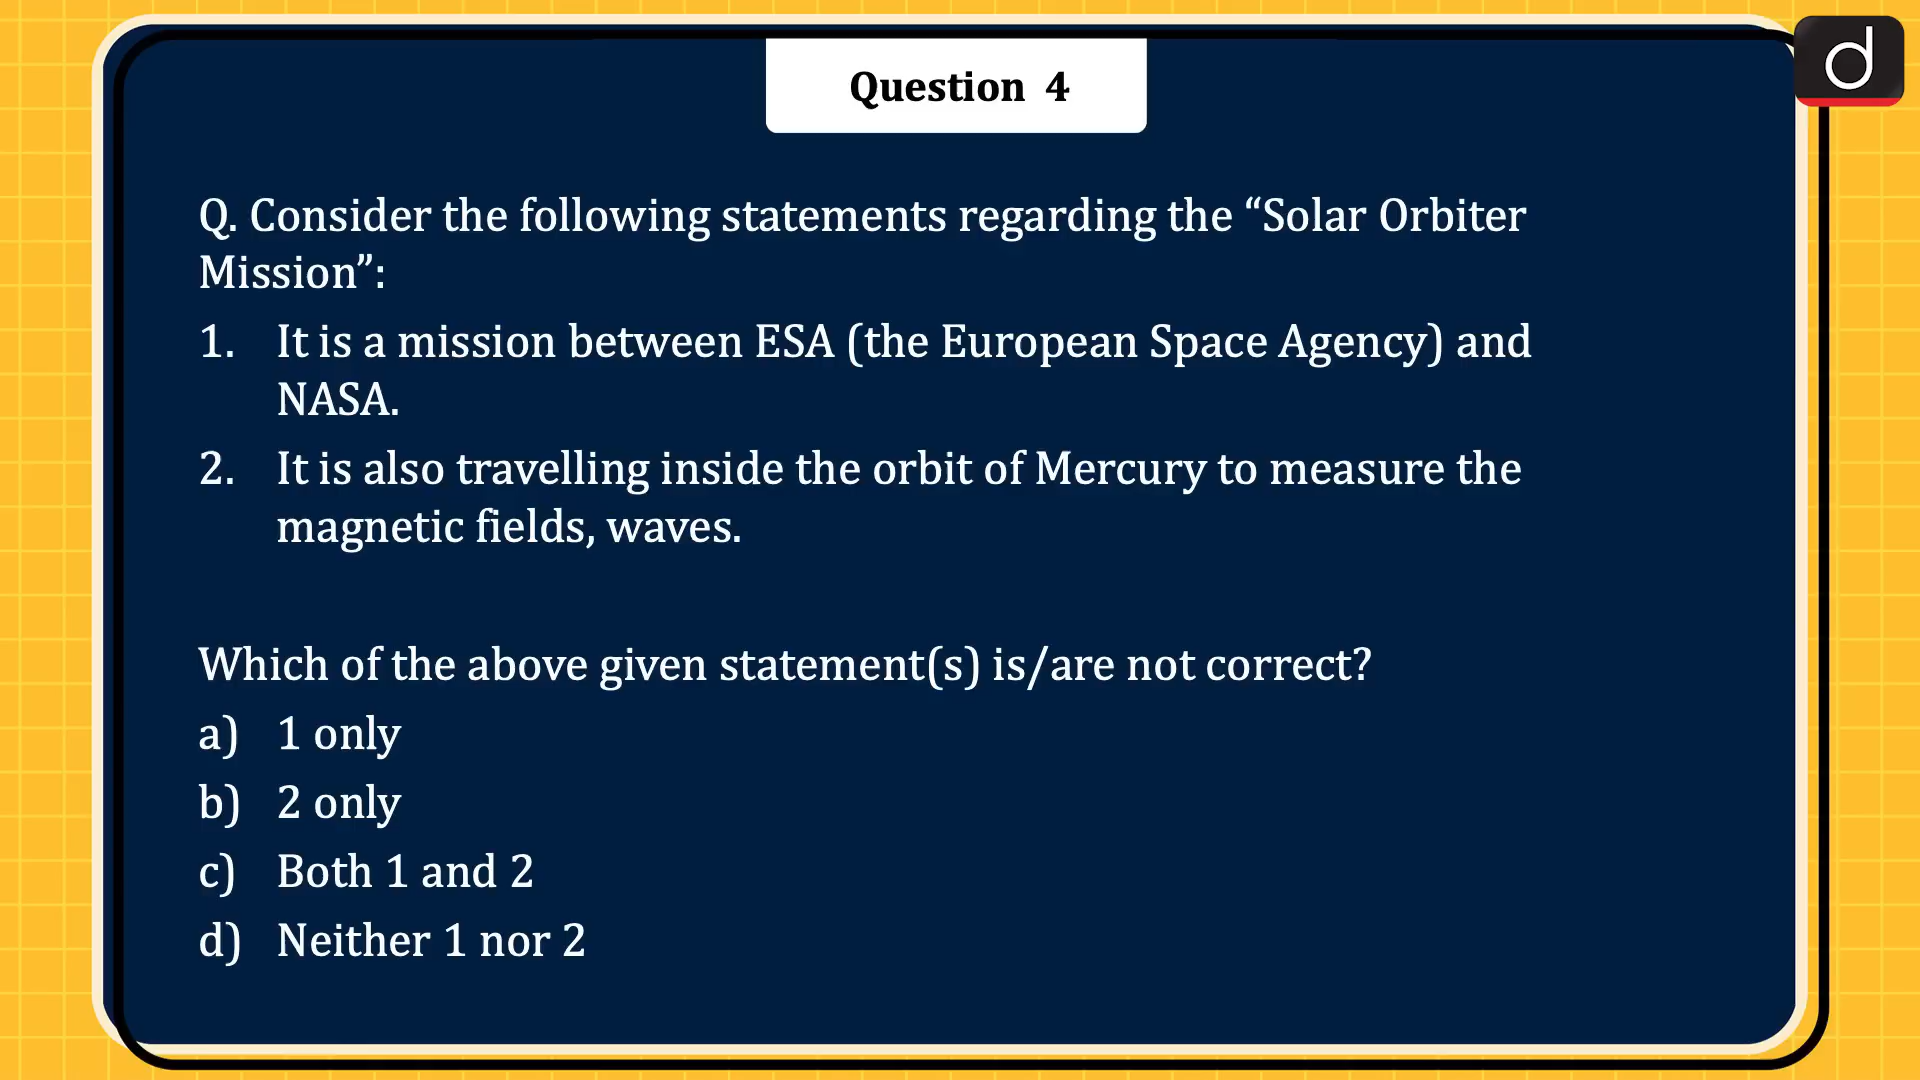 Question 4
d
Q. Consider the following statements regarding the “Solar Orbiter
Mission”:
1. It is a mission between ESA (the European Space Agency) and
NASA.
2. It is also travelling inside the orbit of Mercury to measure the
magnetic fields, waves.
Which of the above given statement(s) is/are not correct?
a) 1 only
b) 2 only
c) Both 1 and 2
d) Neither 1 nor 2